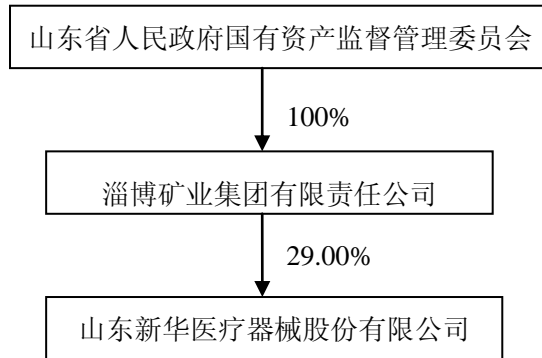 山东省人民政府国有资产监督管理委员会
100%
淄博矿业集团有限责任公司
29.00%
山东新华医疗器械股份有限公司